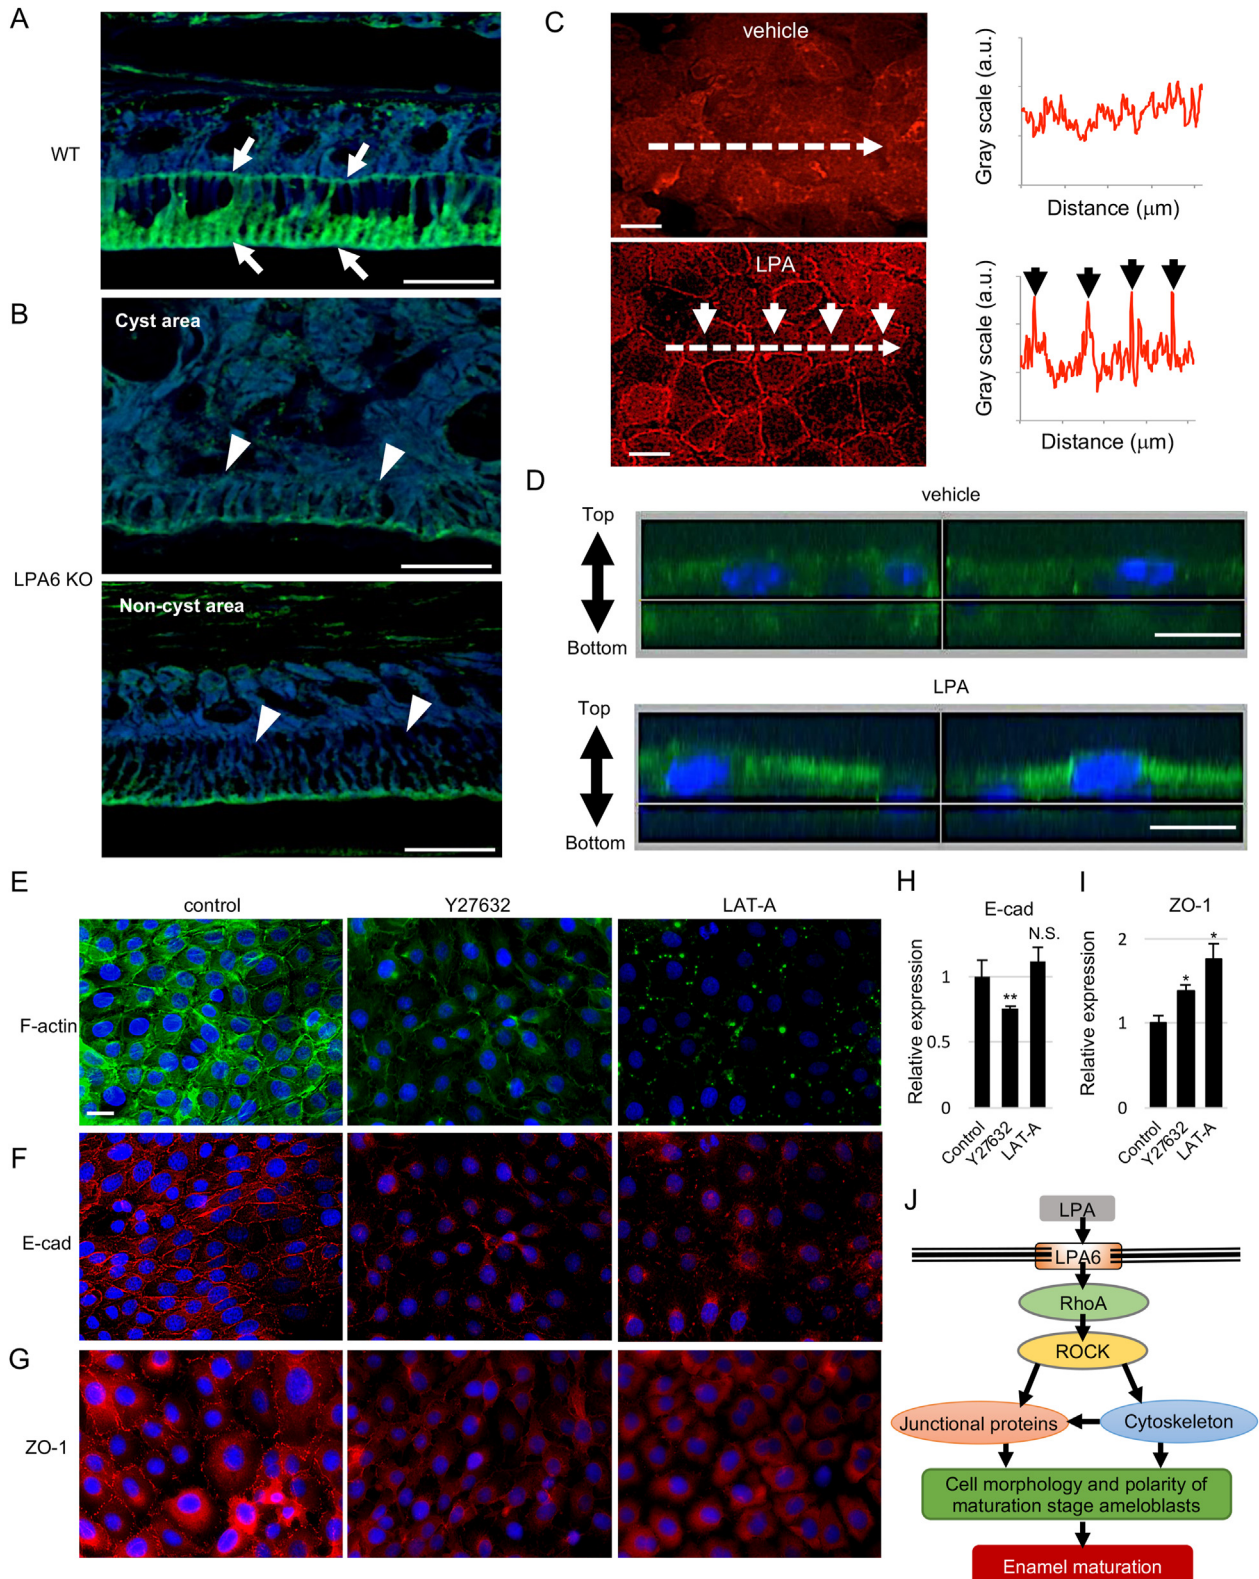 A
WT
B
Cyst area
LPA6 KO
Non-cyst area
C
vehicle
Gray scale (a.u.)
Distance (μm)
LPA
Gray scale (a.u.)
Distance (μm)
D
vehicle
Top
Bottom
LPA
Top
Bottom
E
control
Y27632
LAT-A
F-actin
F
E-cad
G
ZO-1
H
E-cad
N.S.
**
Relative expression
1
0.5
0
Control
Y27632
LAT-A
I
ZO-1
*
*
Relative expression
2
1
0
Control
Y27632
LAT-A
J
LPA
LPA6
RhoA
ROCK
Junctional proteins
Cytoskeleton
Cell morphology and polarity of
maturation stage ameloblasts
Enamel maturation